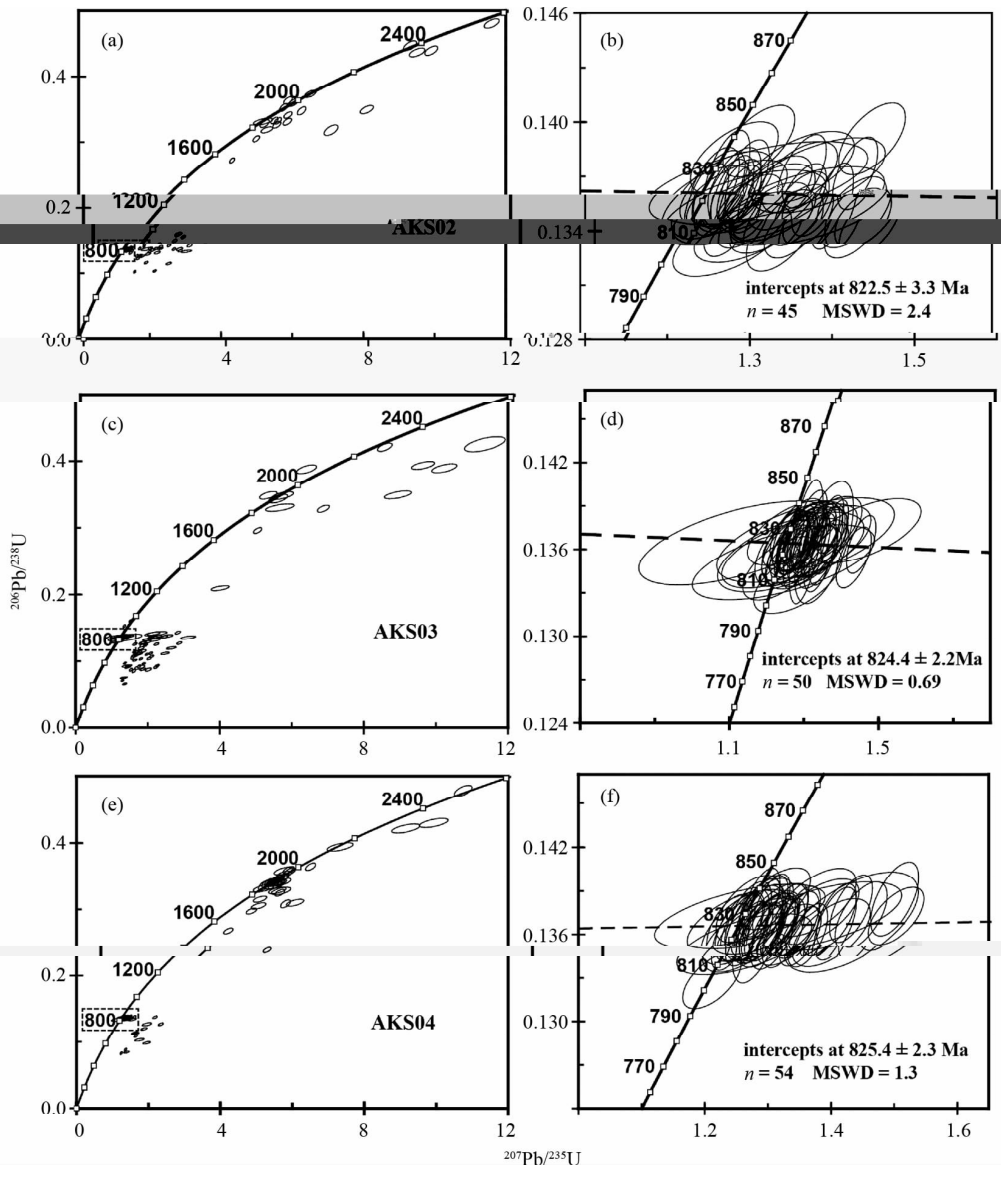 (a)
2400
0.4
2000
1600
1200
0.2
AKS02
800
0 4 8 12
(b)
0.146
870
850
0.140
830
0.134
810
790
intercepts at 822.5 ± 3.3 Ma
n = 45 MSWD = 2.4
1.3 1.5
(c)
2400
0.4
2000
1600
1200
0.2
AKS03
800
0.0
0 4 8 12
(d)
870
0.142
850
830
0.136
810
0.130
790
intercepts at 824.4 ± 2.2Ma
770
n = 50 MSWD = 0.69
0.124
1.1 1.5
206Pb/238U
(e)
2400
0.4
2000
1600
1200
0.2
AKS04
800
0.0
0 4 8 12
(f)
870
0.142
850
830
0.136
810
0.130
790
intercepts at 825.4 ± 2.3 Ma
770
n = 54 MSWD = 1.3
1.2 1.4 1.6
207Pb/235U